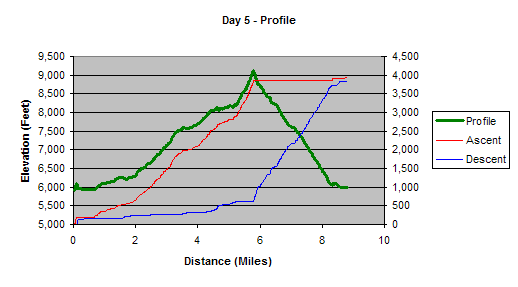 Day 5 - Profile
Elevation (Feet)
9,500
9,000
8,500
8,000
7,500
7,000
6,500
6,000
5,500
5,000
4,500
4,000
3,500
3,000
2,500
2,000
1,500
1,000
500
0
0 2 4 6 8 10
Distance (Miles)
Profile
Ascent
Descent